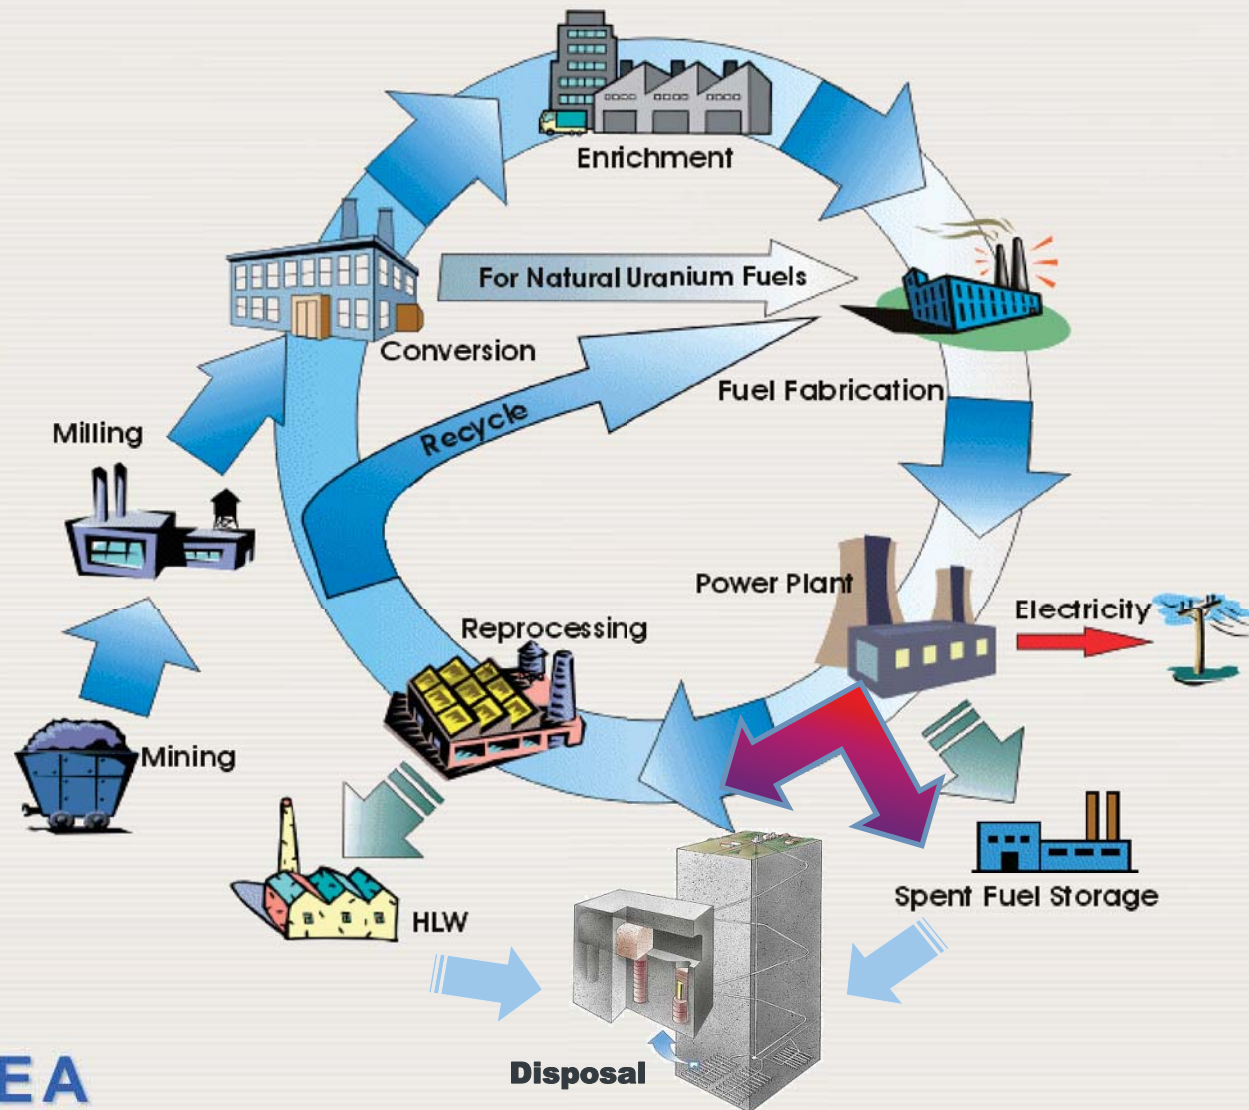 Enrichment
For Natural Uranium Fuels
Conversion
Fuel Fabrication
Recycle
Milling
Power Plant
Electricity
Reprocessing
Mining
Spent Fuel Storage
HLW
Disposal
EA